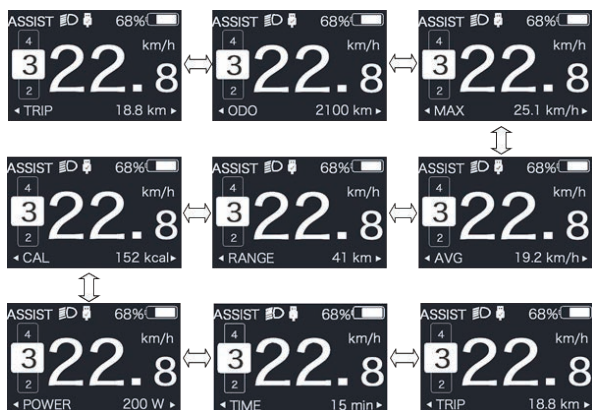 ASSIST 68%
4
km/h
3 22.8
2
TRIP 18.8 km
ASSIST 68%
4
km/h
3 22.8
2
ODO 2100 km
ASSIST 68%
4
km/h
3 22.8
2
MAX 25.1 km/h
ASSIST 68%
4
km/h
3 22.8
2
CAL 152 kcal
ASSIST 68%
4
km/h
3 22.8
2
RANGE 41 km
ASSIST 68%
4
km/h
3 22.8
2
AVG 19.2 km/h
ASSIST 68%
4
km/h
3 22.8
2
POWER 200 W
ASSIST 68%
4
km/h
3 22.8
2
TIME 15 min
ASSIST 68%
4
km/h
3 22.8
2
TRIP 18.8 km